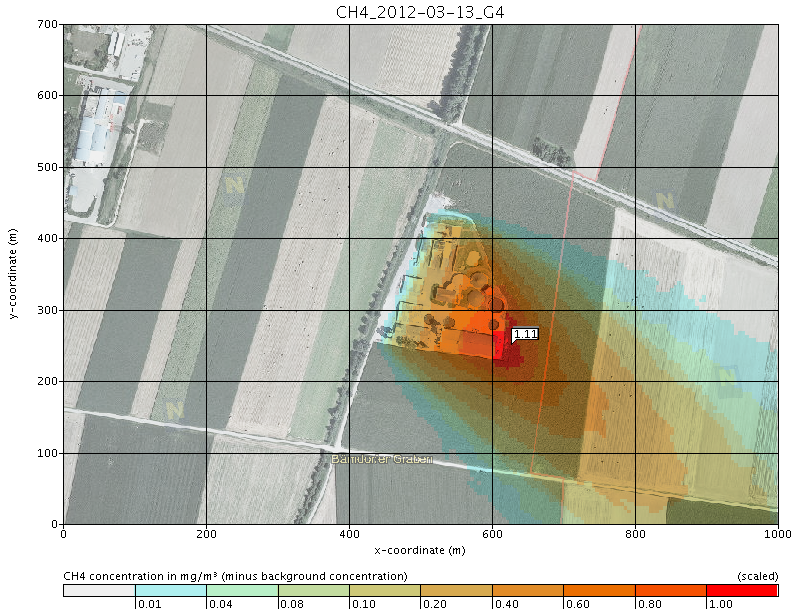 CH4_2012-03-13_G4
700
600
500
400
300
200
100
0
y-coordinate (m)
N
N
N
N
1.11
0 200 400 600 800 1000
x-coordinate (m)
CH4 concentration in mg/m³ (minus background concentration) (scaled)
0.01 0.04 0.08 0.10 0.20 0.40 0.60 0.80 1.00